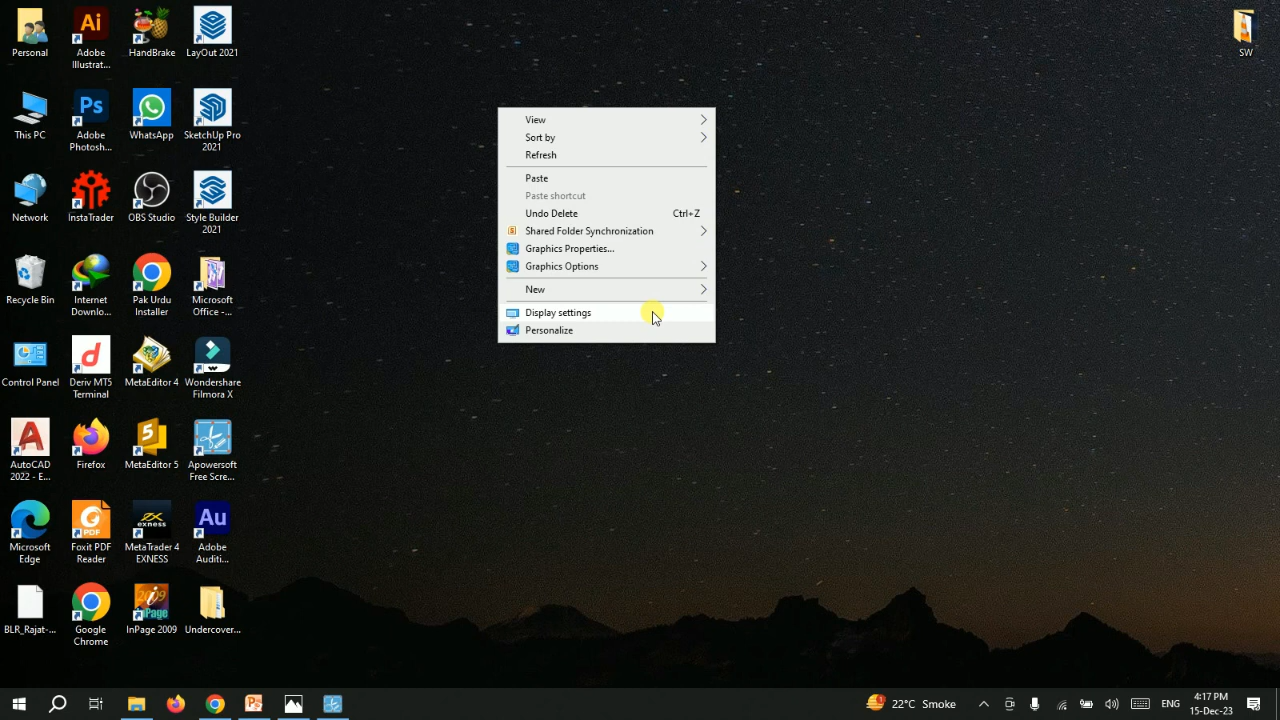 Personal
Adobe
Illustrat...
HandBrake
LayOut 2021
SW
This PC
Adobe
Photosh...
WhatsApp
SketchUp Pro
2021
Network
InstaTrader
OBS Studio
Style Builder
2021
Recycle Bin
Internet
Downlo...
Pak Urdu
Installer
Microsoft
Office -...
Control Panel
Deriv MT5
Terminal
MetaEditor 4
Wondershare
Filmora X
AutoCAD
2022 - E...
Firefox
MetaEditor 5
Apowersoft
Free Scre...
Microsoft
Edge
Foxit PDF
Reader
MetaTrader 4
EXNESS
Adobe
Auditi...
BLR_Rajat-...
Google
Chrome
InPage 2009
Undercover...
View
Sort by
Refresh
Paste
Paste shortcut
Undo Delete Ctrl+Z
Shared Folder Synchronization
Graphics Properties...
Graphics Options
New
Display settings
Personalize
22°C Smoke
ENG
4:17 PM
15-Dec-23